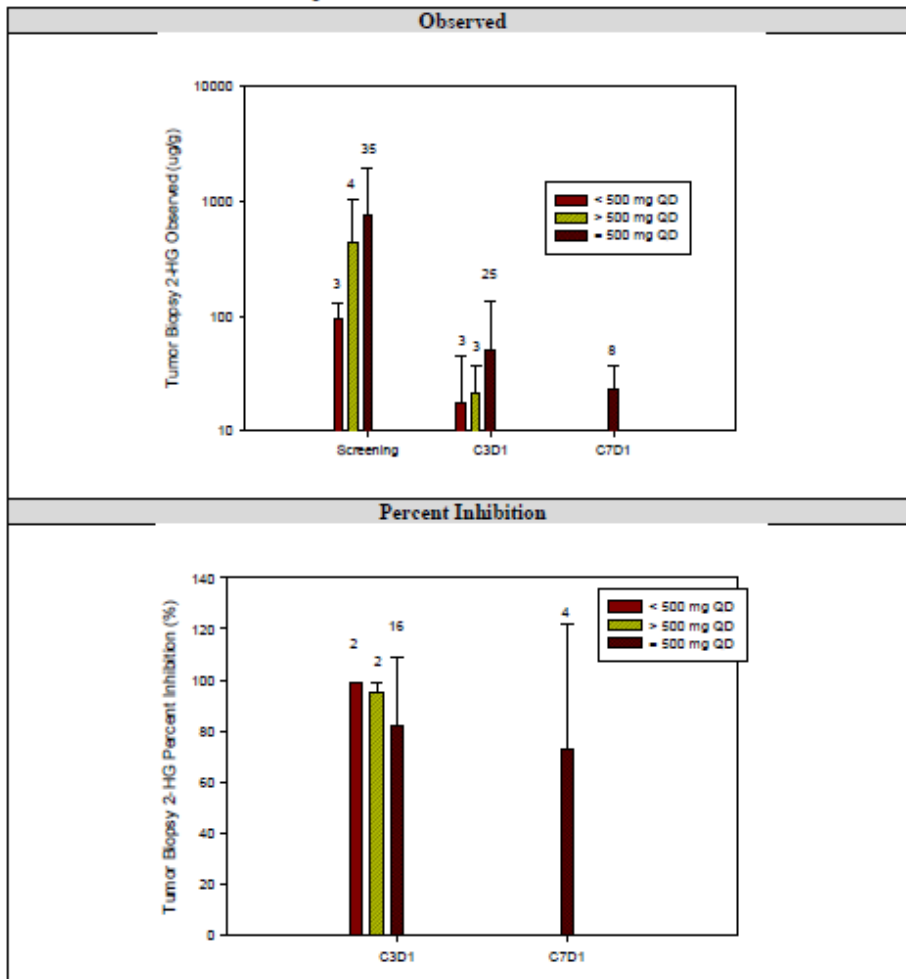 Observed
Tumor Biopsy 2-HG Observed (ug/g)
10000
1000
100
10
3
4
35
3
3
25
8
< 500 mg QD
> 500 mg QD
= 500 mg QD
Screening
C3D1
C7D1
Percent Inhibition
Tumor Biopsy 2-HG Percent Inhibition (%)
140
120
100
80
60
40
20
0
2
2
16
4
< 500 mg QD
> 500 mg QD
= 500 mg QD
C3D1
C7D1